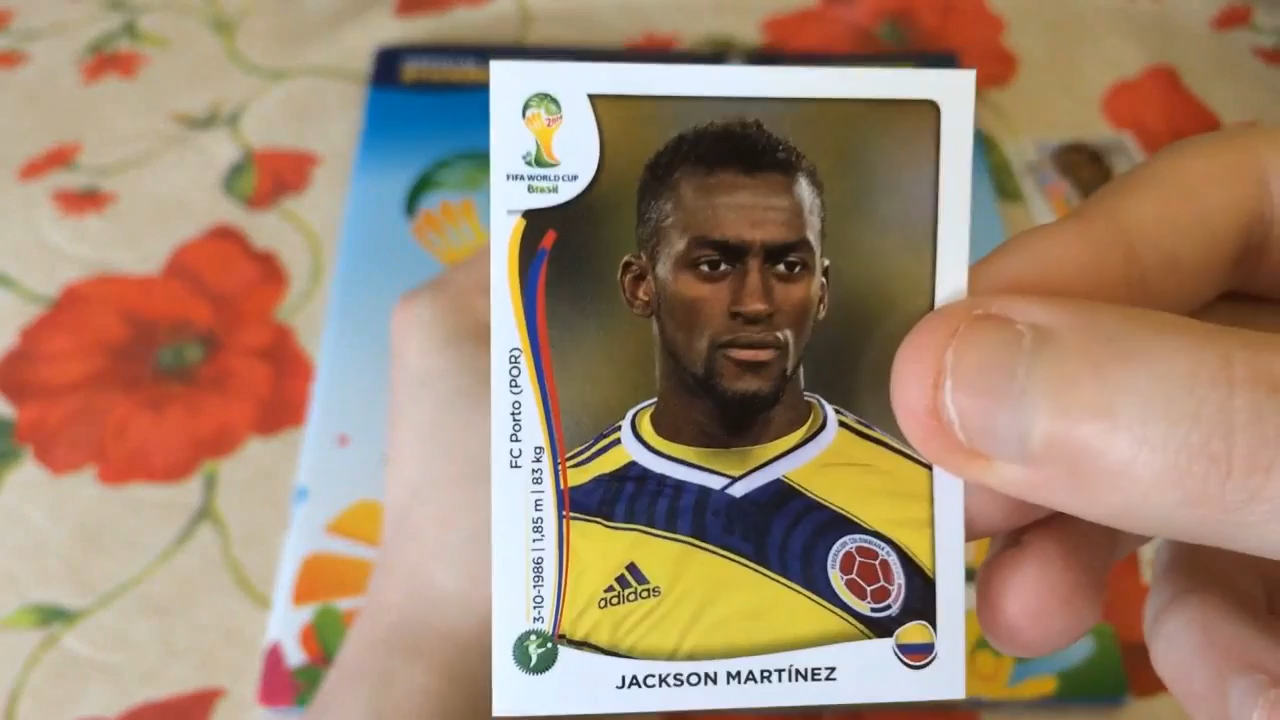 FIFA WORLD CUP
Brasil
FC Porto (POR)
3-10-1986 | 1,85 m | 83 kg
adidas
JACKSON MARTÍNEZ